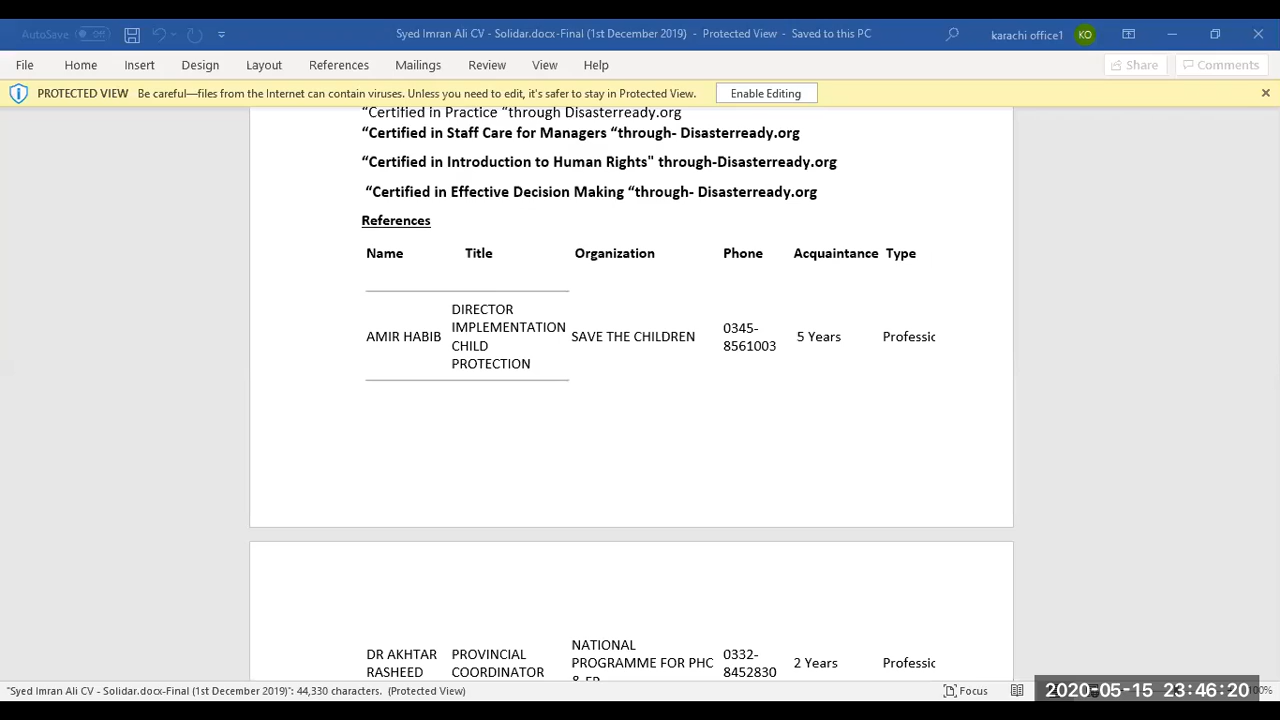 AutoSave Off Syed Imran Ali CV - Solidar.docx-Final (1st December 2019) - Protected View - Saved to this PC karachi office1 KO
File Home Insert Design Layout References Mailings Review View Help Share Comments
PROTECTED VIEW Be careful—files from the Internet can contain viruses. Unless you need to edit, it's safer to stay in Protected View. Enable Editing
“Certified in Practice “through Disasterready.org
“Certified in Staff Care for Managers “through- Disasterready.org
“Certified in Introduction to Human Rights" through-Disasterready.org
“Certified in Effective Decision Making “through- Disasterready.org
References
Name Title Organization Phone Acquaintance Type
DIRECTOR
IMPLEMENTATION
CHILD
PROTECTION
AMIR HABIB SAVE THE CHILDREN
0345-
8561003
5 Years Professic
DR AKHTAR
RASHEED
PROVINCIAL
COORDINATOR
NATIONAL
PROGRAMME FOR PHC
0332-
8452830
2 Years Professic
"Syed Imran Ali CV - Solidar.docx-Final (1st December 2019)": 44,330 characters. (Protected View) Focus
2020-05-15 23:46:20